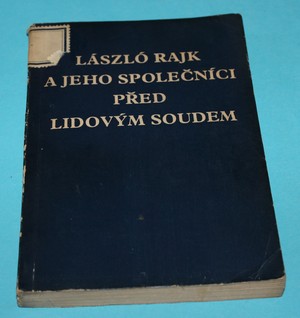 LÁSZLÓ RAJK
A JEHO SPOLEČNÍCI
PŘED
LIDOVÝM SOUDEM